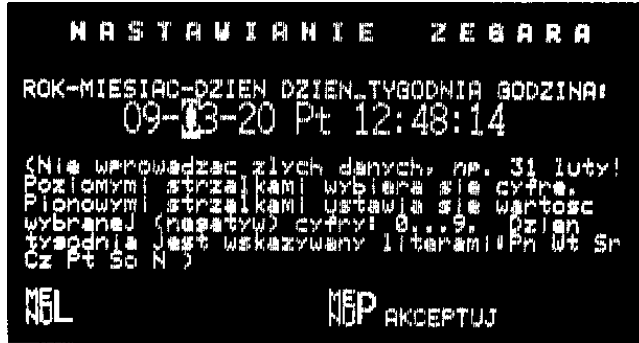 NASTAWIANIE ZEGARA
ROK-MIESIAC-DZIEN DZIEN_TYGODNIA GODZINA:
09-03-20 Pt 12:48:14
(Nie wprowadzac zlych danych, np. 31 luty!
Poziomymi strzalkami wybiera sie cyfre.
Pionowymi strzalkami ustawia sie wartosc
wybranej (negatyw) cyfry: 0...9. Dzien
tygodnia jest wskazywany literami:Pn Wt Sr
Cz Pt So N )
MENU L MENU P AKCEPTUJ